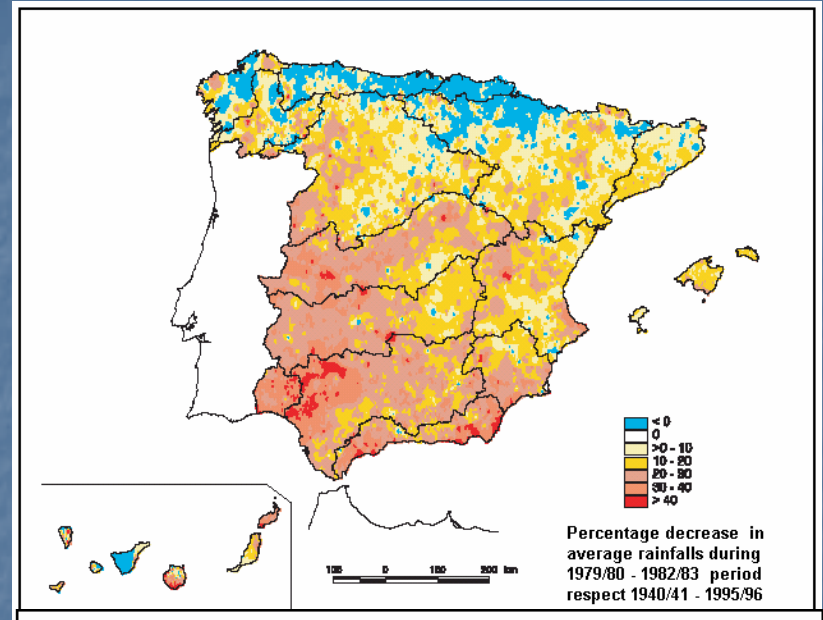 < 0
0
>0 - 10
10 - 20
20 - 30
30 - 40
> 40
100 0 100 200 km
Percentage decrease in
average rainfalls during
1979/80 - 1982/83 period
respect 1940/41 - 1995/96